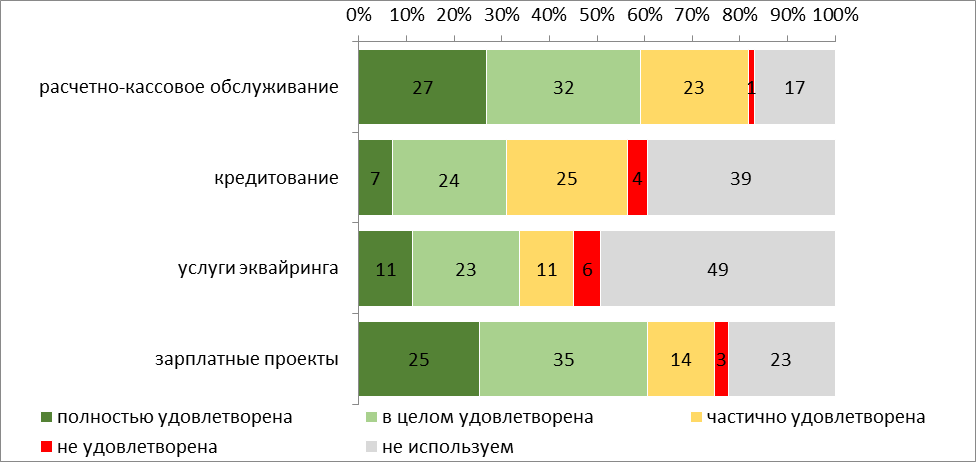 0% 10% 20% 30% 40% 50% 60% 70% 80% 90% 100%
расчетно-кассовое обслуживание 27 32 23 1 17
кредитование 7 24 25 4 39
услуги эквайринга 11 23 11 6 49
зарплатные проекты 25 35 14 3 23
полностью удовлетворена в целом удовлетворена частично удовлетворена
не удовлетворена не используем